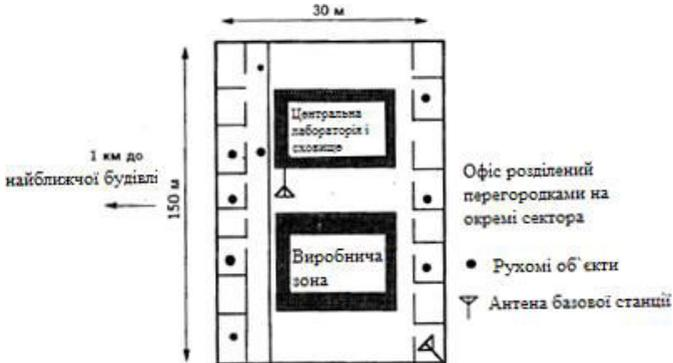 30 м
Центральна
лабораторія і
сховище
1 км до
найближчої будівлі
150 м
Виробнича
зона
Офіс розділений
перегородками на
окремі сектора
Рухомі об`єкти
Антена базової станції